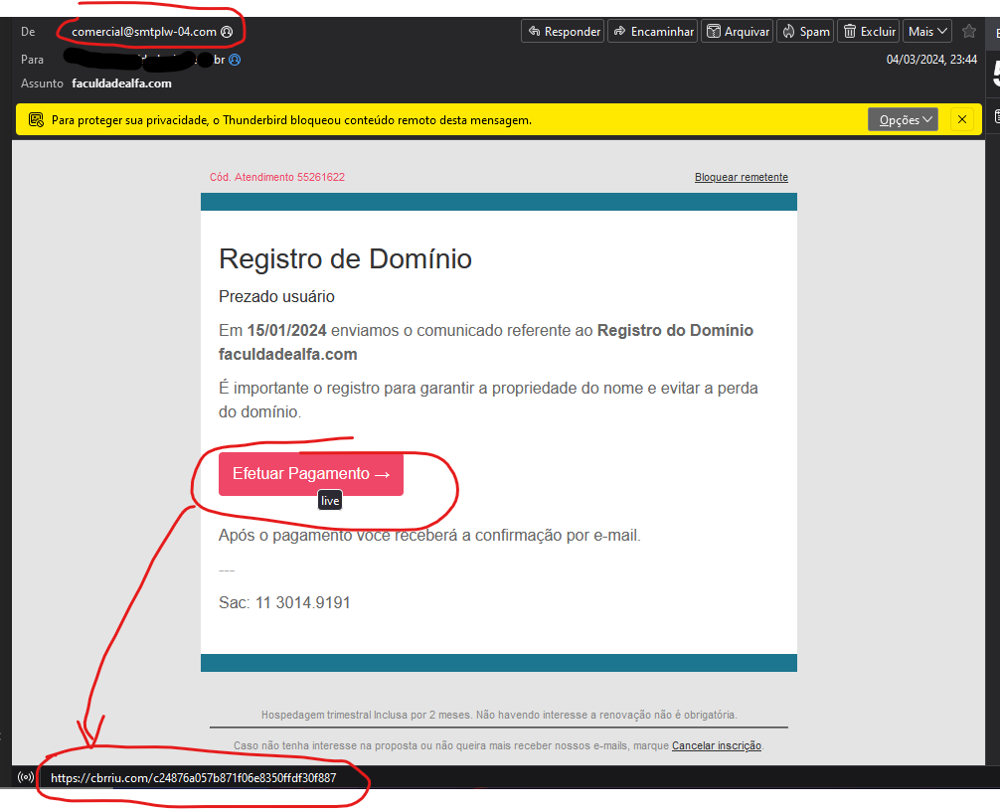 De comercial@smtplw-04.com
Responder Encaminhar Arquivar Spam Excluir Mais
Para br
04/03/2024, 23:44
Assunto faculdadealfa.com
Para proteger sua privacidade, o Thunderbird bloqueou conteúdo remoto desta mensagem.
Opções
Cód. Atendimento 55261622
Bloquear remetente
Registro de Domínio
Prezado usuário
Em 15/01/2024 enviamos o comunicado referente ao Registro do Domínio
faculdadealfa.com
É importante o registro para garantir a propriedade do nome e evitar a perda
do domínio.
Efetuar Pagamento →
live
Após o pagamento você receberá a confirmação por e-mail.
---
Sac: 11 3014.9191
Hospedagem trimestral Inclusa por 2 meses. Não havendo interesse a renovação não é obrigatória.
Caso não tenha interesse na proposta ou não queira mais receber nossos e-mails, marque Cancelar inscrição.
https://cbrriu.com/c24876a057b871f06e8350ffdf30f887